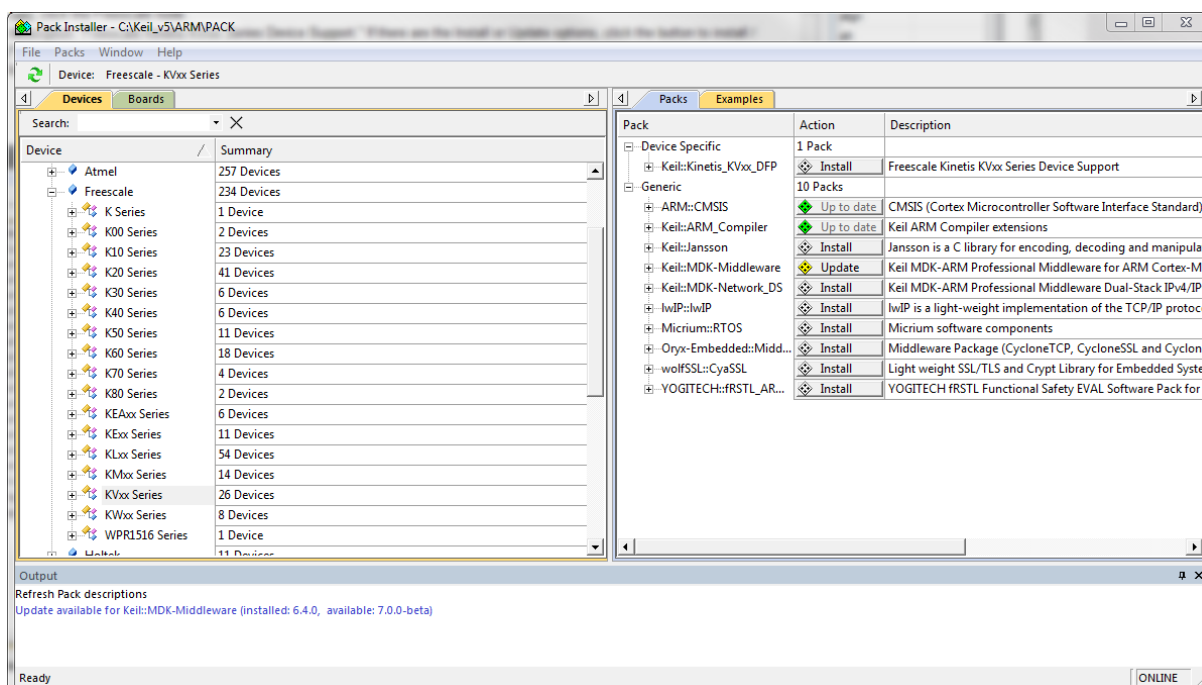 Pack Installer - C:\Keil_v5\ARM\PACK
File Packs Window Help
Device: Freescale - KVxx Series
Devices Boards
Search:
Device Summary
Atmel 257 Devices
Freescale 234 Devices
K Series 1 Device
K00 Series 2 Devices
K10 Series 23 Devices
K20 Series 41 Devices
K30 Series 6 Devices
K40 Series 6 Devices
K50 Series 11 Devices
K60 Series 18 Devices
K70 Series 4 Devices
K80 Series 2 Devices
KEAxx Series 6 Devices
KExx Series 11 Devices
KLxx Series 54 Devices
KMxx Series 14 Devices
KVxx Series 26 Devices
KWxx Series 8 Devices
WPR1516 Series 1 Device
Holtek 11 Devices
Packs Examples
Pack Action Description
Device Specific 1 Pack
Keil::Kinetis_KVxx_DFP Install Freescale Kinetis KVxx Series Device Support
Generic 10 Packs
ARM::CMSIS Up to date CMSIS (Cortex Microcontroller Software Interface Standard)
Keil::ARM_Compiler Up to date Keil ARM Compiler extensions
Keil::Jansson Install Jansson is a C library for encoding, decoding and manipula
Keil::MDK-Middleware Update Keil MDK-ARM Professional Middleware for ARM Cortex-M
Keil::MDK-Network_DS Install Keil MDK-ARM Professional Middleware Dual-Stack IPv4/IP
lwIP::lwIP Install lwIP is a light-weight implementation of the TCP/IP protoc
Micrium::RTOS Install Micrium software components
Oryx-Embedded::Midd... Install Middleware Package (CycloneTCP, CycloneSSL and Cyclon
wolfSSL::CyaSSL Install Light weight SSL/TLS and Crypt Library for Embedded Syste
YOGITECH::fRSTL_AR... Install YOGITECH fRSTL Functional Safety EVAL Software Pack for
Output
Refresh Pack descriptions
Update available for Keil::MDK-Middleware (installed: 6.4.0, available: 7.0.0-beta)
Ready ONLINE